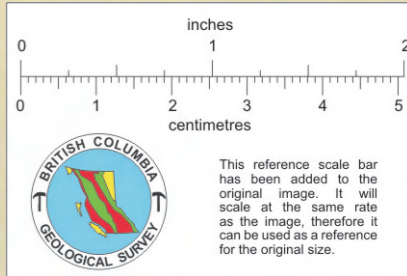 inches
0 1 2
0 1 2 3 4 5
centimetres
BRITISH COLUMBIA
GEOLOGICAL SURVEY
This reference scale bar
has been added to the
original image. It will
scale at the same rate
as the image, therefore it
can be used as a reference
for the original size.